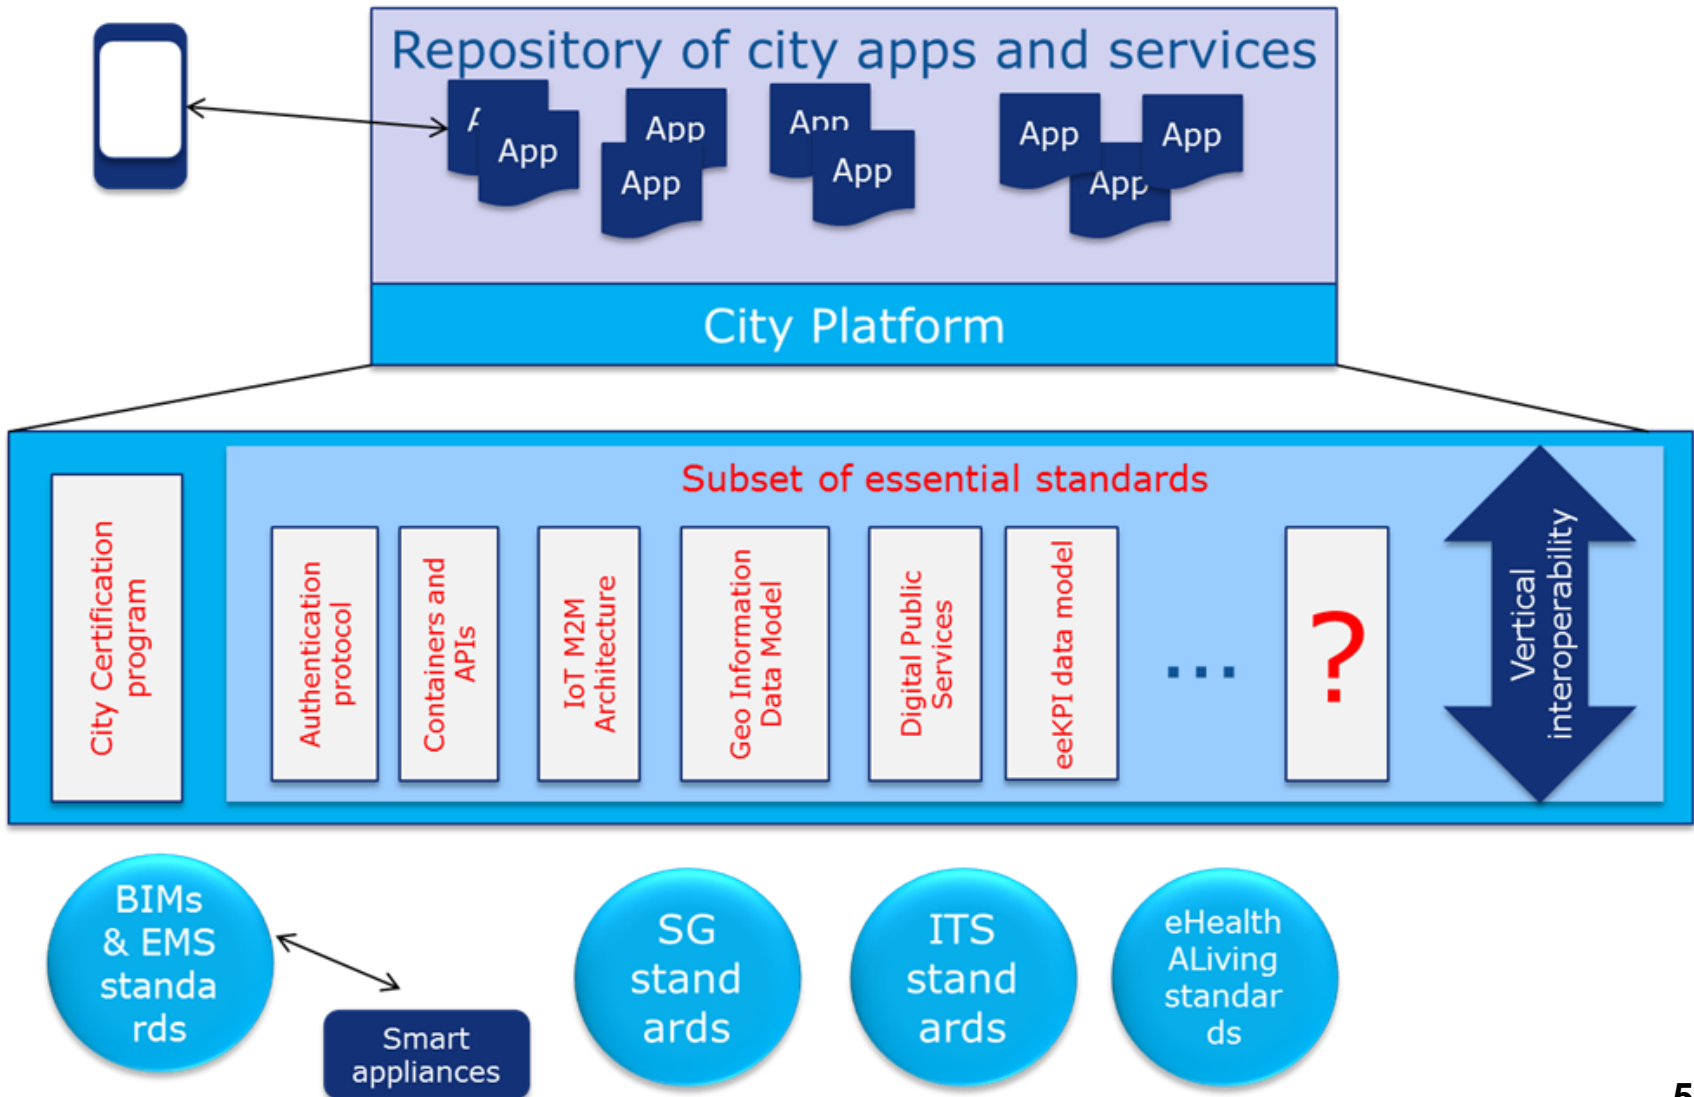 Repository of city apps and services
App
App
App
App
App
App
App
App
City Platform
Subset of essential standards
City Certification
program
Authentication
protocol
Containers and
APIs
IoT M2M
Architecture
Geo Information
Data Model
Digital Public
Services
eeKPI data model
...
?
Vertical
interoperability
BIMs
& EMS
standa
rds
Smart
appliances
SG
stand
ards
ITS
stand
ards
eHealth
ALiving
standar
ds
5